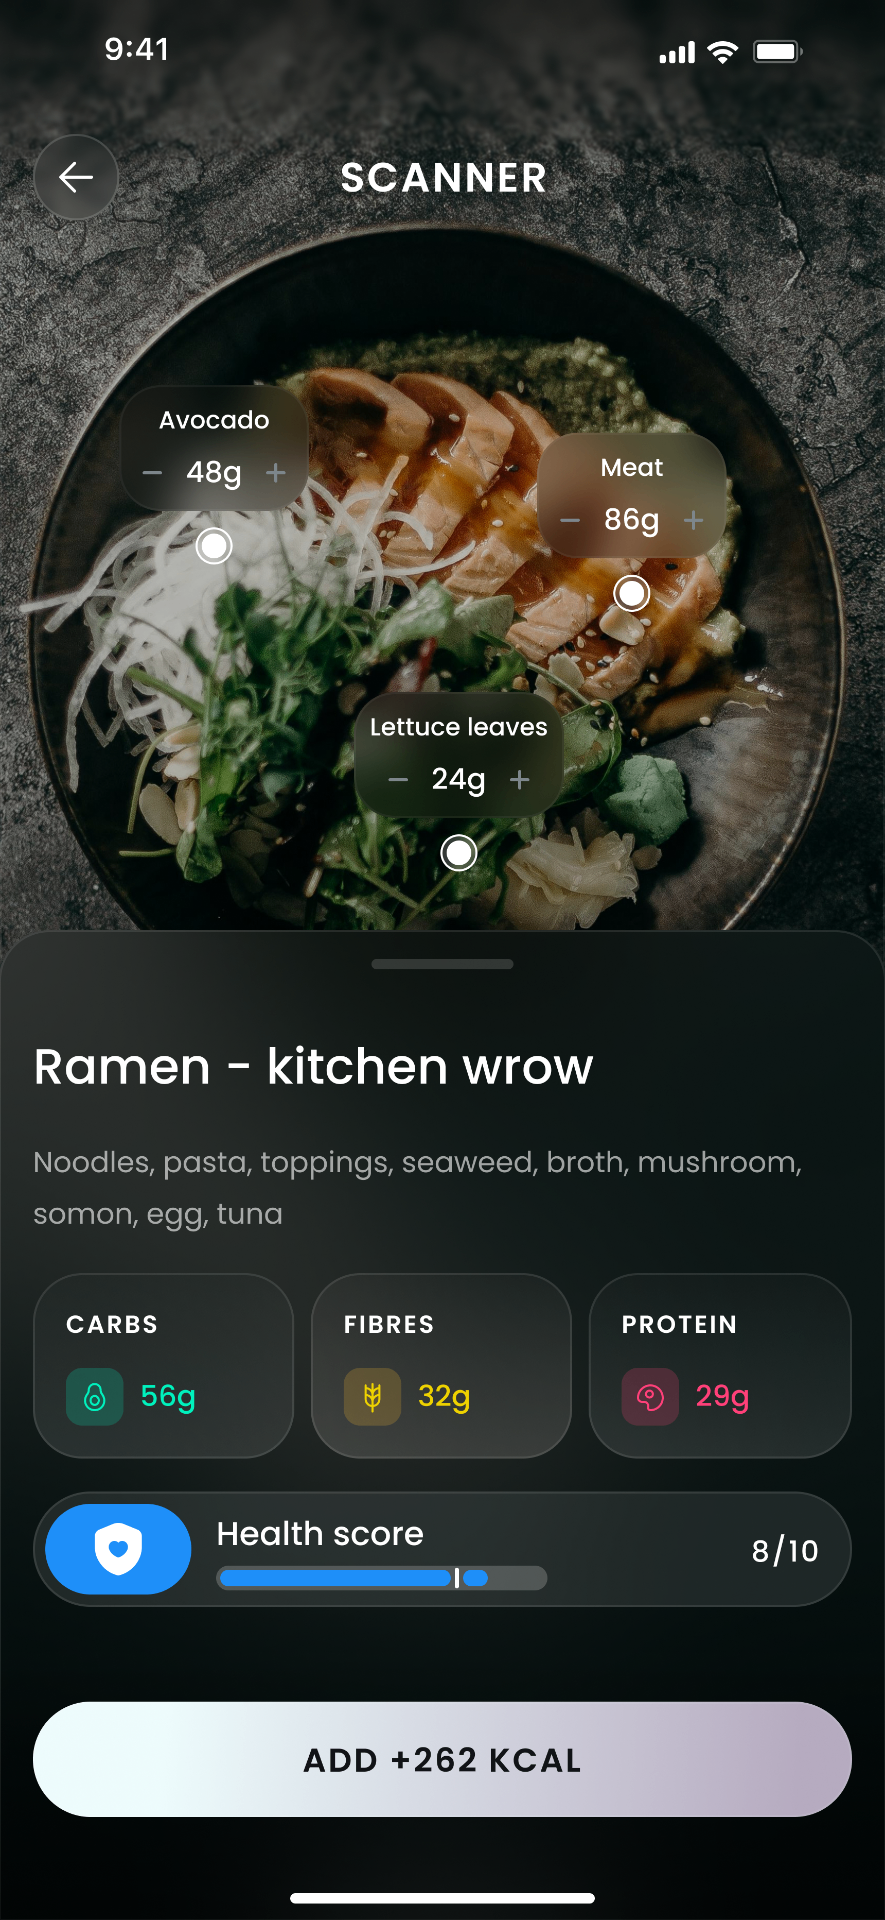 9:41
SCANNER
Avocado
− 48g +
Meat
− 86g +
Lettuce leaves
− 24g +
Ramen - kitchen wrow
Noodles, pasta, toppings, seaweed, broth, mushroom,
somon, egg, tuna
CARBS
56g
FIBRES
32g
PROTEIN
29g
Health score
8/10
ADD +262 KCAL